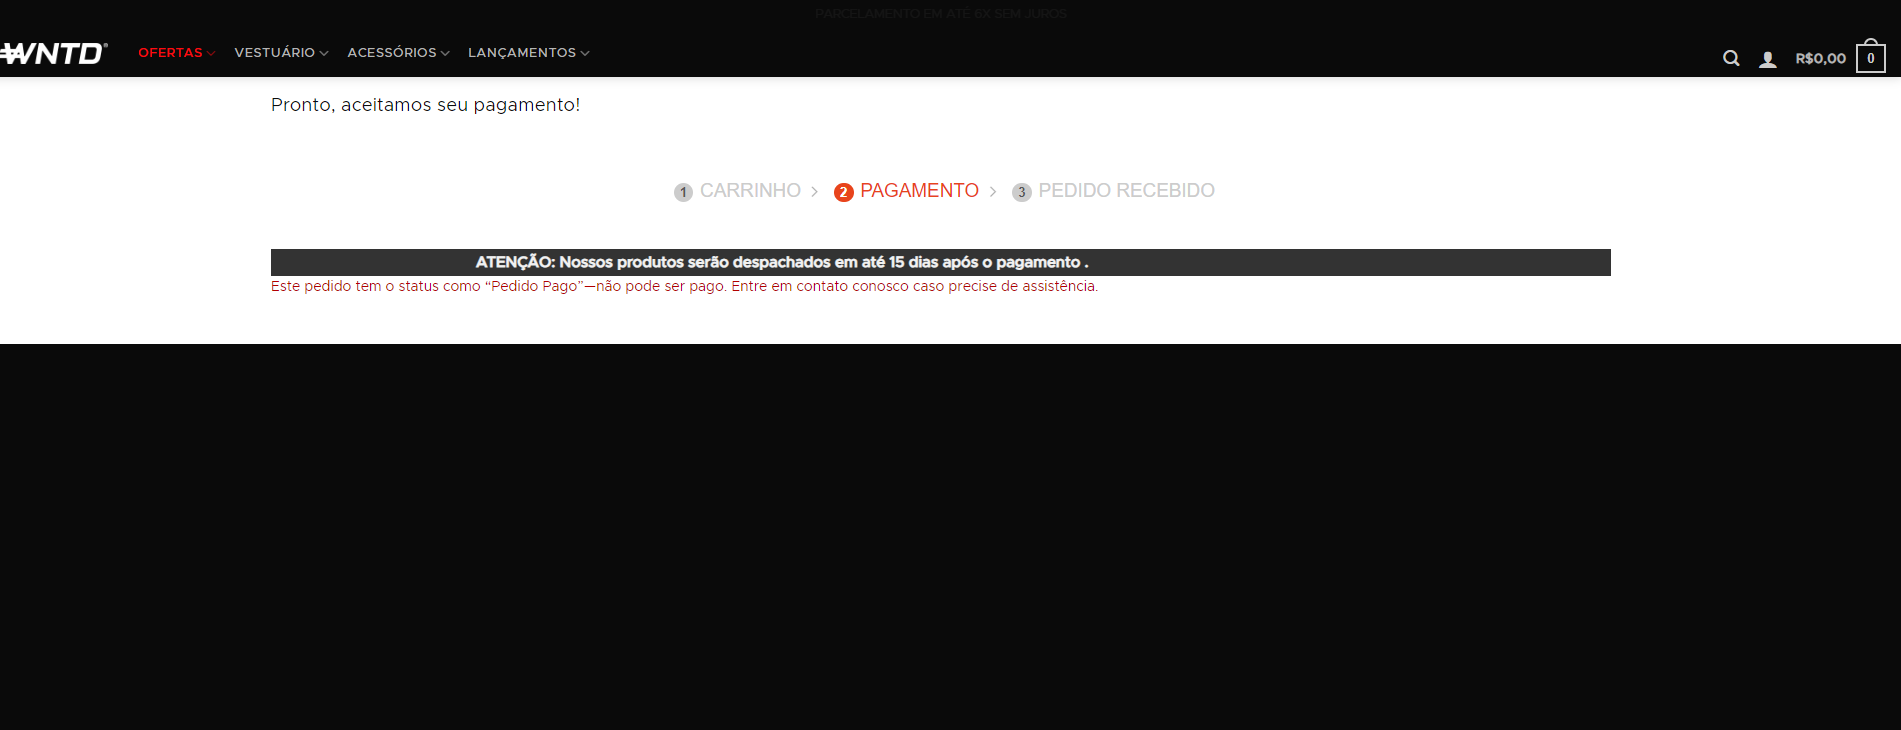 PARCELAMENTO EM ATÉ 6X SEM JUROS
WNTD®
OFERTAS VESTUÁRIO ACESSÓRIOS LANÇAMENTOS
R$0,00 0
Pronto, aceitamos seu pagamento!
1 CARRINHO 2 PAGAMENTO 3 PEDIDO RECEBIDO
ATENÇÃO: Nossos produtos serão despachados em até 15 dias após o pagamento .
Este pedido tem o status como “Pedido Pago”—não pode ser pago. Entre em contato conosco caso precise de assistência.